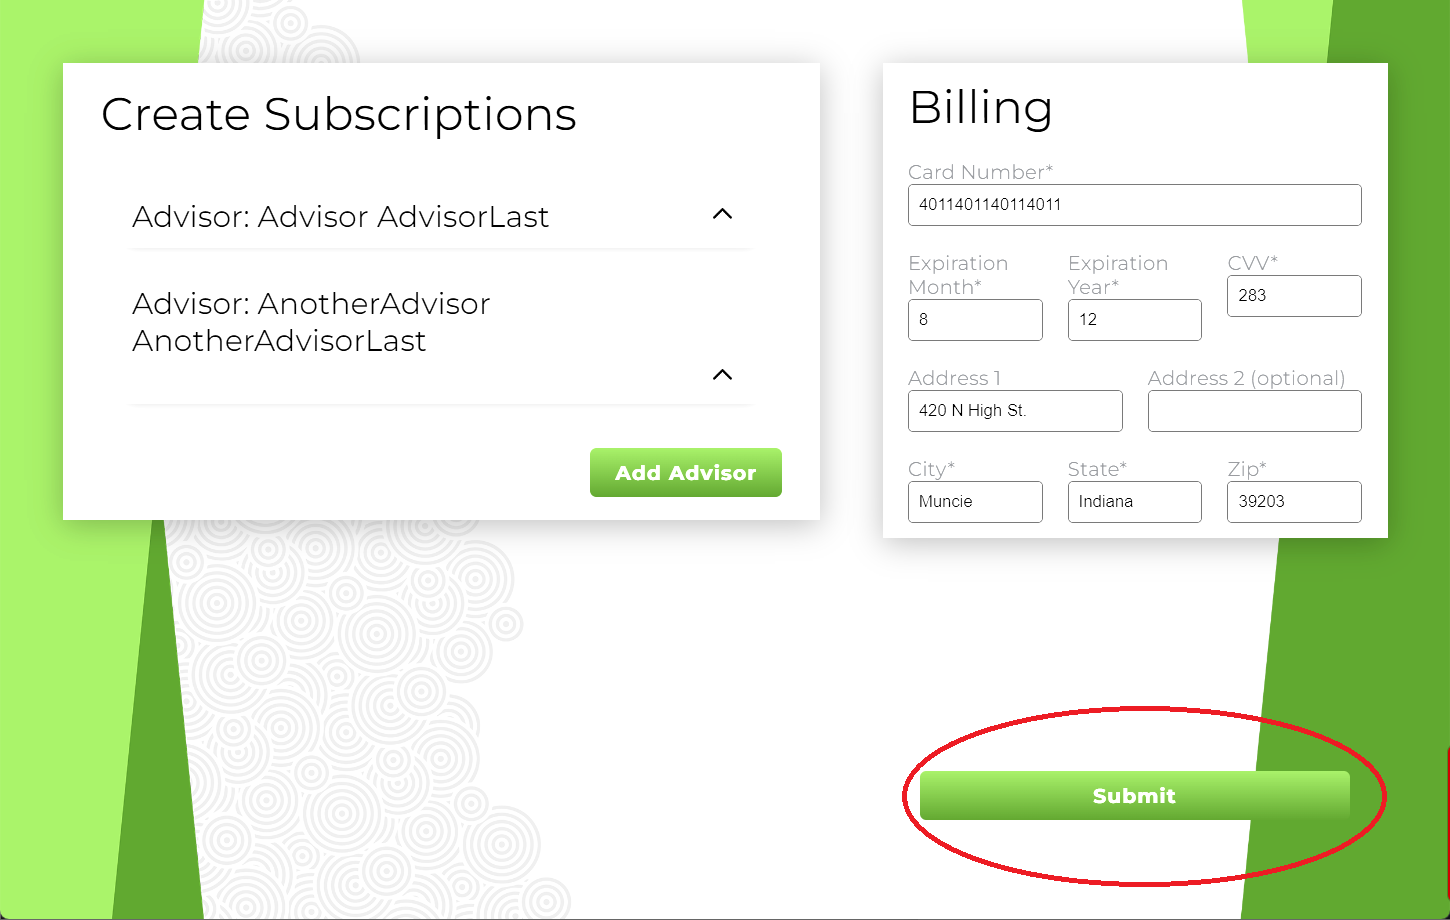 Create Subscriptions
Advisor: Advisor AdvisorLast
Advisor: AnotherAdvisor
AnotherAdvisorLast
Add Advisor
Billing
Card Number*
4011401140114011
Expiration Month*
8
Expiration Year*
12
CVV*
283
Address 1
420 N High St.
Address 2 (optional)
City*
Muncie
State*
Indiana
Zip*
39203
Submit